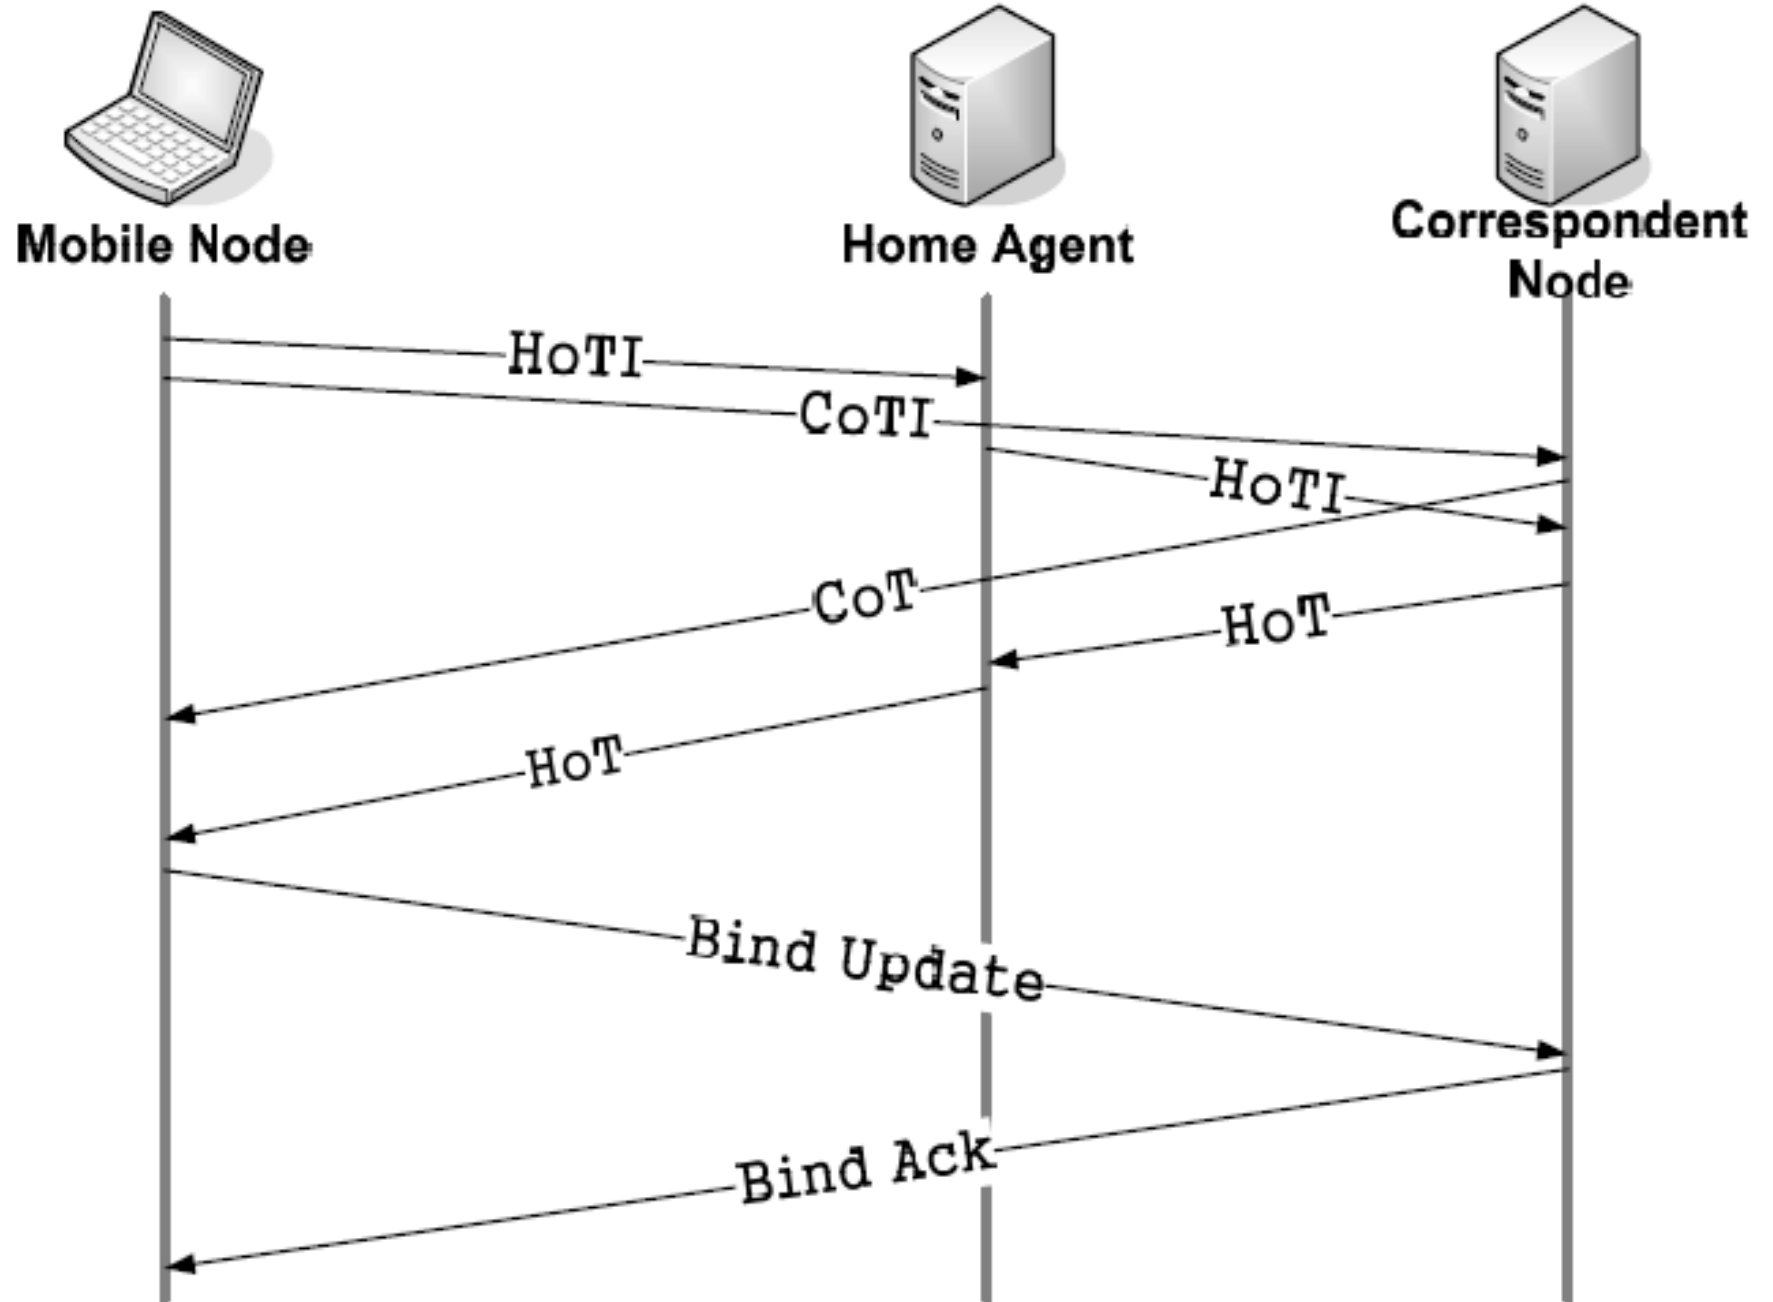 Mobile Node
Home Agent
Correspondent
Node
HoTI
CoTI
HoTI
CoT
HoT
HoT
Bind Update
Bind Ack